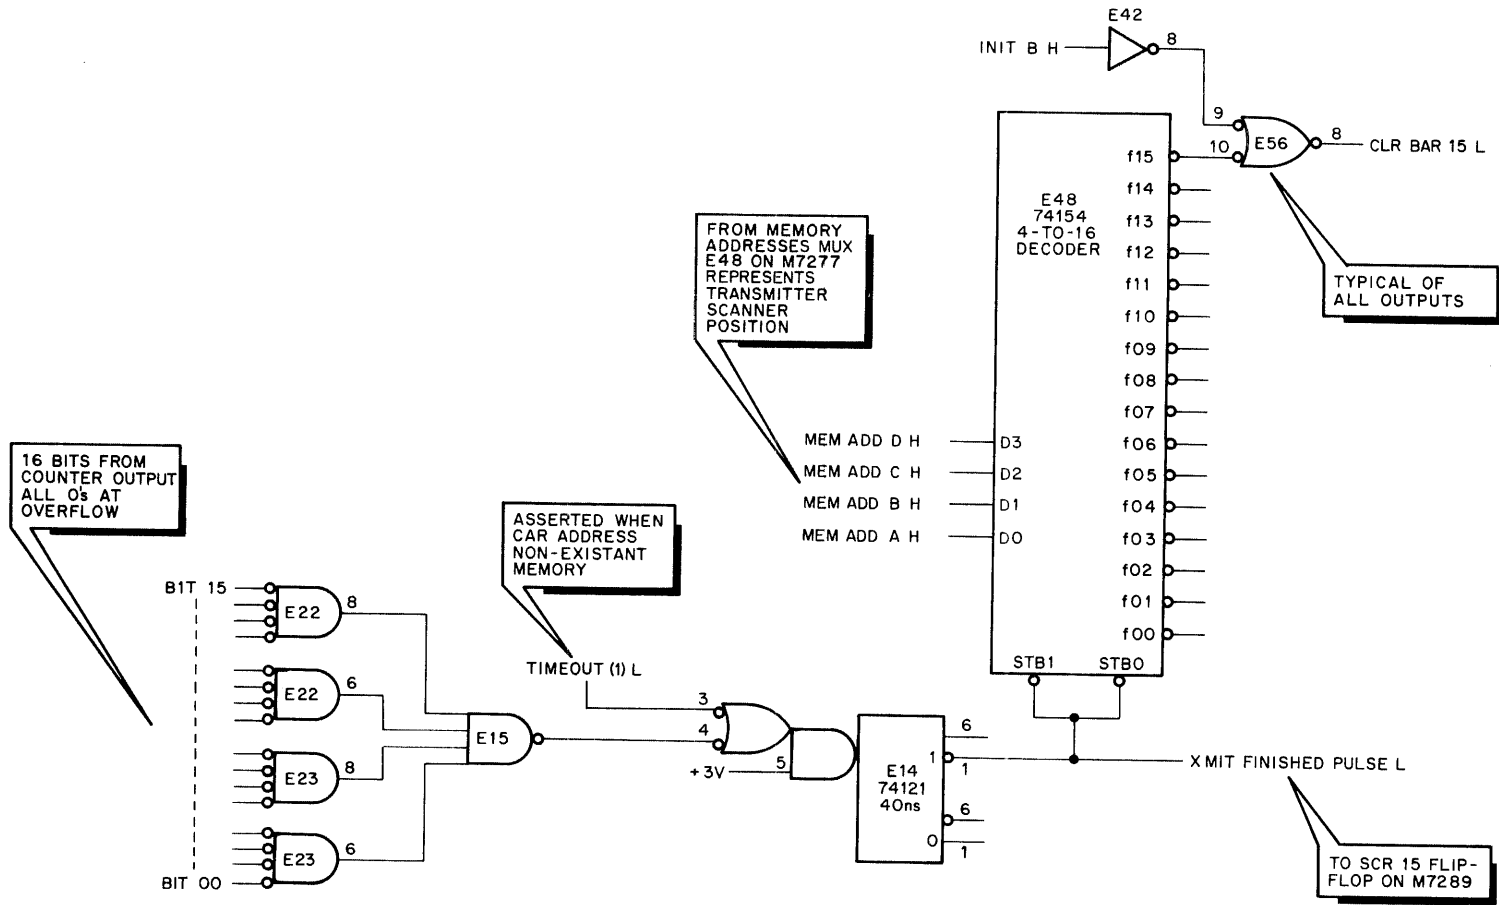 E42
INIT B H
8
9
10
E56
8
CLR BAR 15 L
f15
f14
f13
f12
f11
f10
f09
f08
f07
f06
f05
f04
f03
f02
f01
f00
E48
74154
4-TO-16
DECODER
TYPICAL OF
ALL OUTPUTS
FROM MEMORY
ADDRESSES MUX
E48 ON M7277
REPRESENTS
TRANSMITTER
SCANNER
POSITION
MEM ADD D H
D3
MEM ADD C H
D2
MEM ADD B H
D1
MEM ADD A H
D0
STB1
STB0
16 BITS FROM
COUNTER OUTPUT
ALL O's AT
OVERFLOW
ASSERTED WHEN
CAR ADDRESS
NON-EXISTANT
MEMORY
BIT 15
E22
8
E22
6
E23
8
E23
6
BIT 00
E15
TIMEOUT (1) L
3
4
+3V
5
E14
74121
40ns
6
1
1
6
0
1
XMIT FINISHED PULSE L
TO SCR 15 FLIP-
FLOP ON M7289